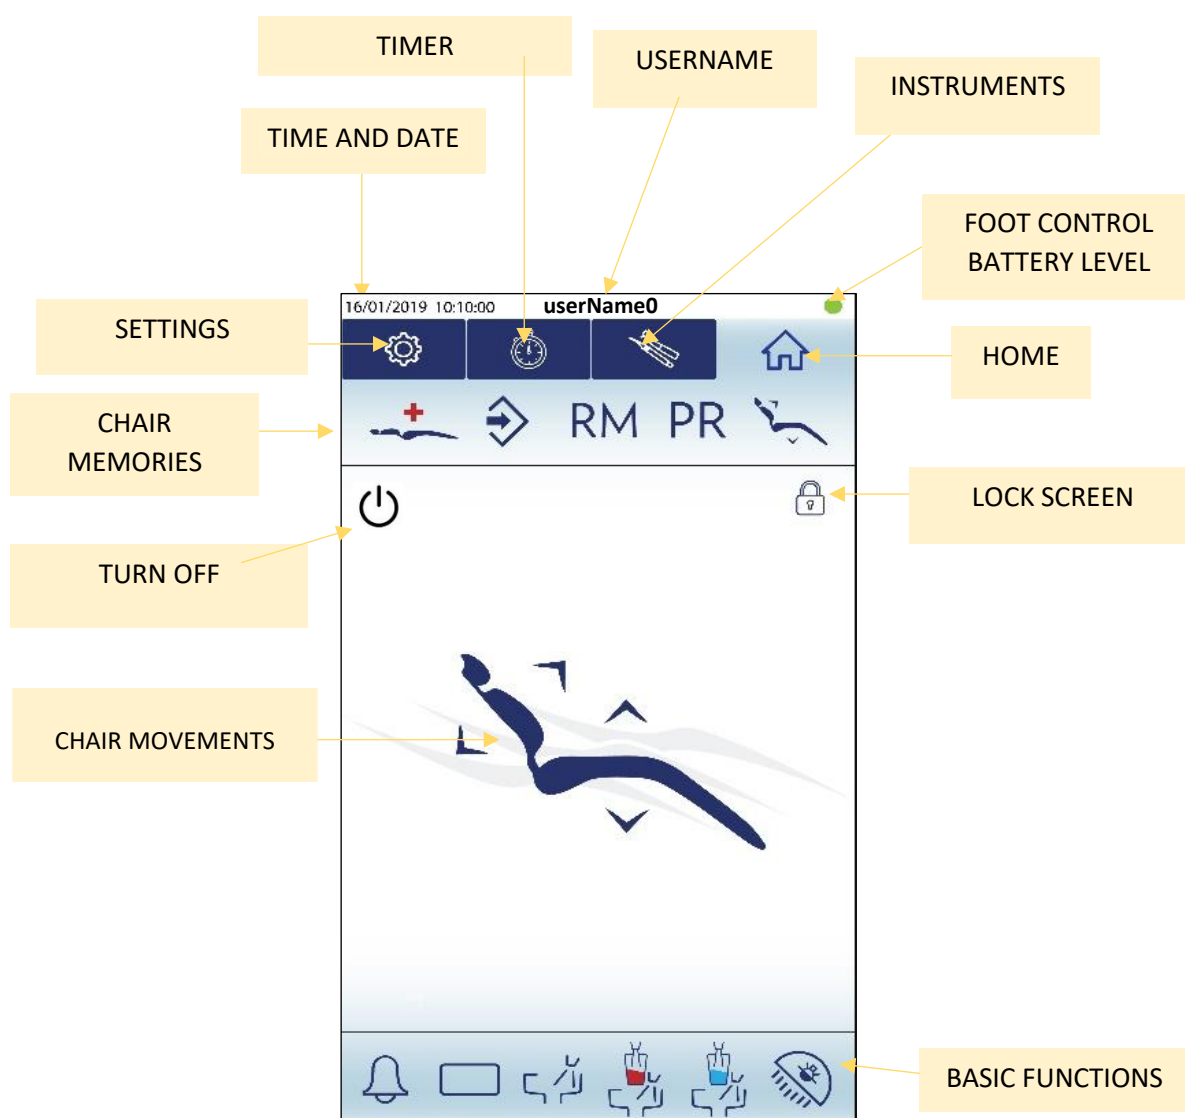 TIMER
USERNAME
INSTRUMENTS
TIME AND DATE
FOOT CONTROL
BATTERY LEVEL
16/01/2019 10:10:00 userName0
SETTINGS
HOME
CHAIR
MEMORIES
RM PR
LOCK SCREEN
TURN OFF
CHAIR MOVEMENTS
BASIC FUNCTIONS